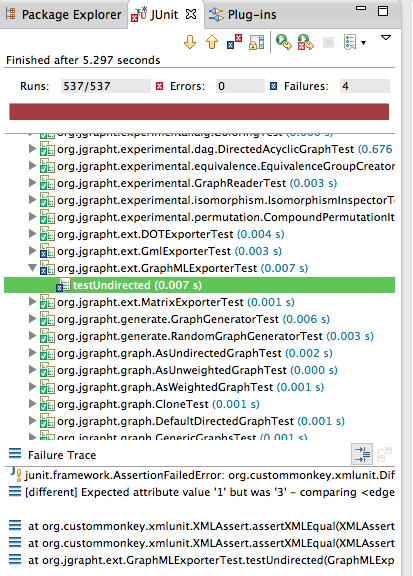 Package Explorer JUnit Plug-ins
Finished after 5.297 seconds
Runs: 537/537 Errors: 0 Failures: 4
org.jgrapht.experimental.dag.DirectedAcyclicGraphTest (0.676
org.jgrapht.experimental.equivalence.EquivalenceGroupCreator
org.jgrapht.experimental.GraphReaderTest (0.003 s)
org.jgrapht.experimental.isomorphism.IsomorphismInspectorT
org.jgrapht.experimental.permutation.CompoundPermutationIt
org.jgrapht.ext.DOTExporterTest (0.004 s)
org.jgrapht.ext.GmlExporterTest (0.003 s)
org.jgrapht.ext.GraphMLExporterTest (0.007 s)
testUndirected (0.007 s)
org.jgrapht.ext.MatrixExporterTest (0.001 s)
org.jgrapht.generate.GraphGeneratorTest (0.006 s)
org.jgrapht.generate.RandomGraphGeneratorTest (0.003 s)
org.jgrapht.graph.AsUndirectedGraphTest (0.002 s)
org.jgrapht.graph.AsUnweightedGraphTest (0.000 s)
org.jgrapht.graph.AsWeightedGraphTest (0.001 s)
org.jgrapht.graph.CloneTest (0.001 s)
org.jgrapht.graph.DefaultDirectedGraphTest (0.001 s)
org.jgrapht.graph.GenericGraphsTest (0.001 s)
Failure Trace
junit.framework.AssertionFailedError: org.custommonkey.xmlunit.Dif
[different] Expected attribute value '1' but was '3' - comparing <edge
at org.custommonkey.xmlunit.XMLAssert.assertXMLEqual(XMLAssert
at org.custommonkey.xmlunit.XMLAssert.assertXMLEqual(XMLAssert
at org.jgrapht.ext.GraphMLExporterTest.testUndirected(GraphMLExp